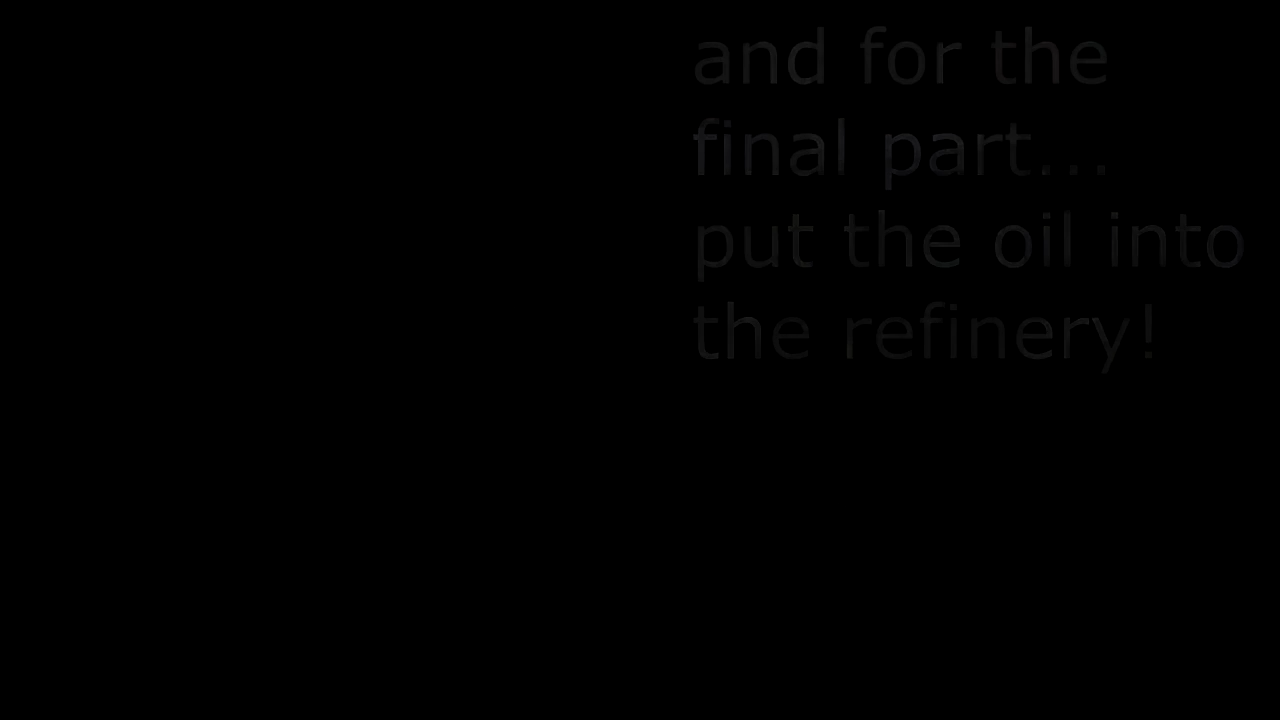 and for the
final part...
put the oil into
the refinery!